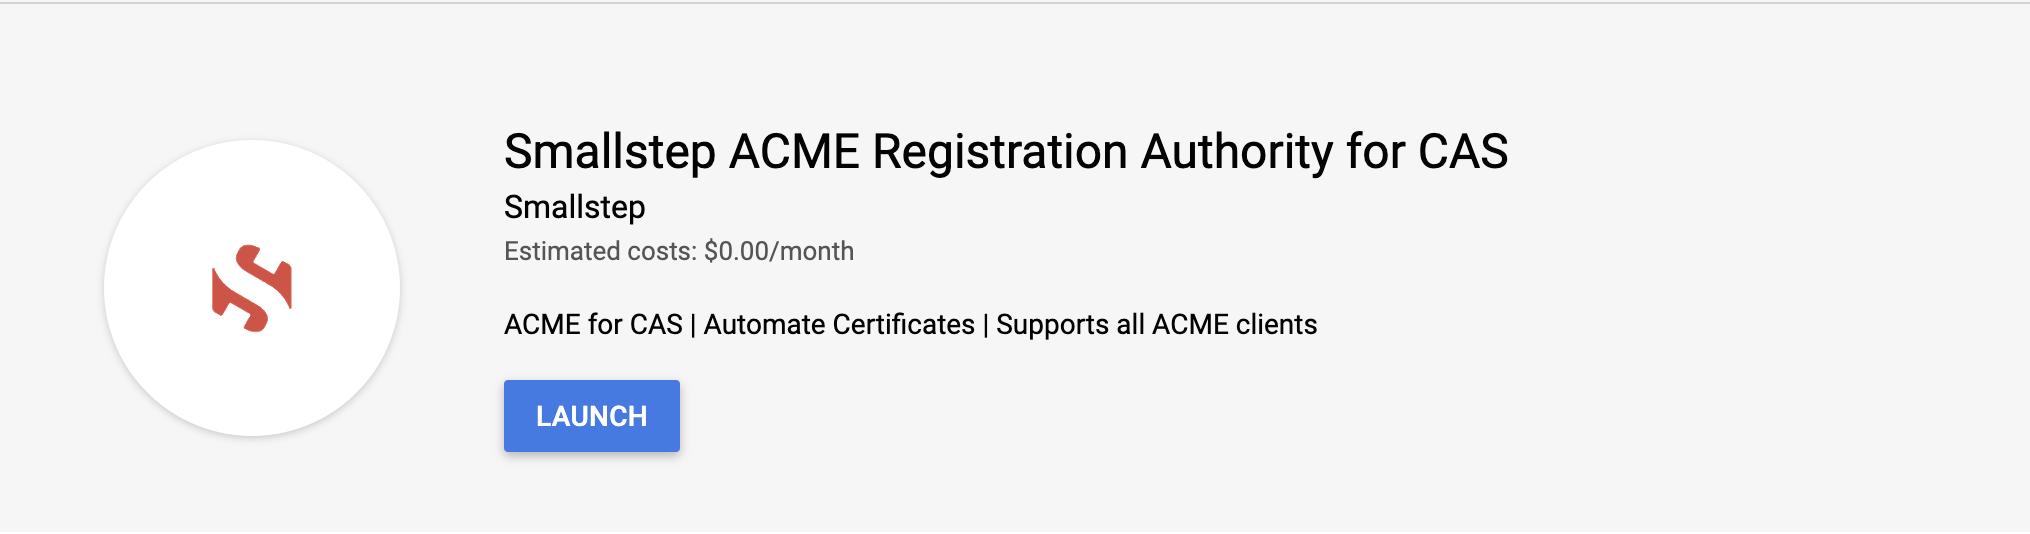 Smallstep ACME Registration Authority for CAS
Smallstep
Estimated costs: $0.00/month
ACME for CAS | Automate Certificates | Supports all ACME clients
LAUNCH